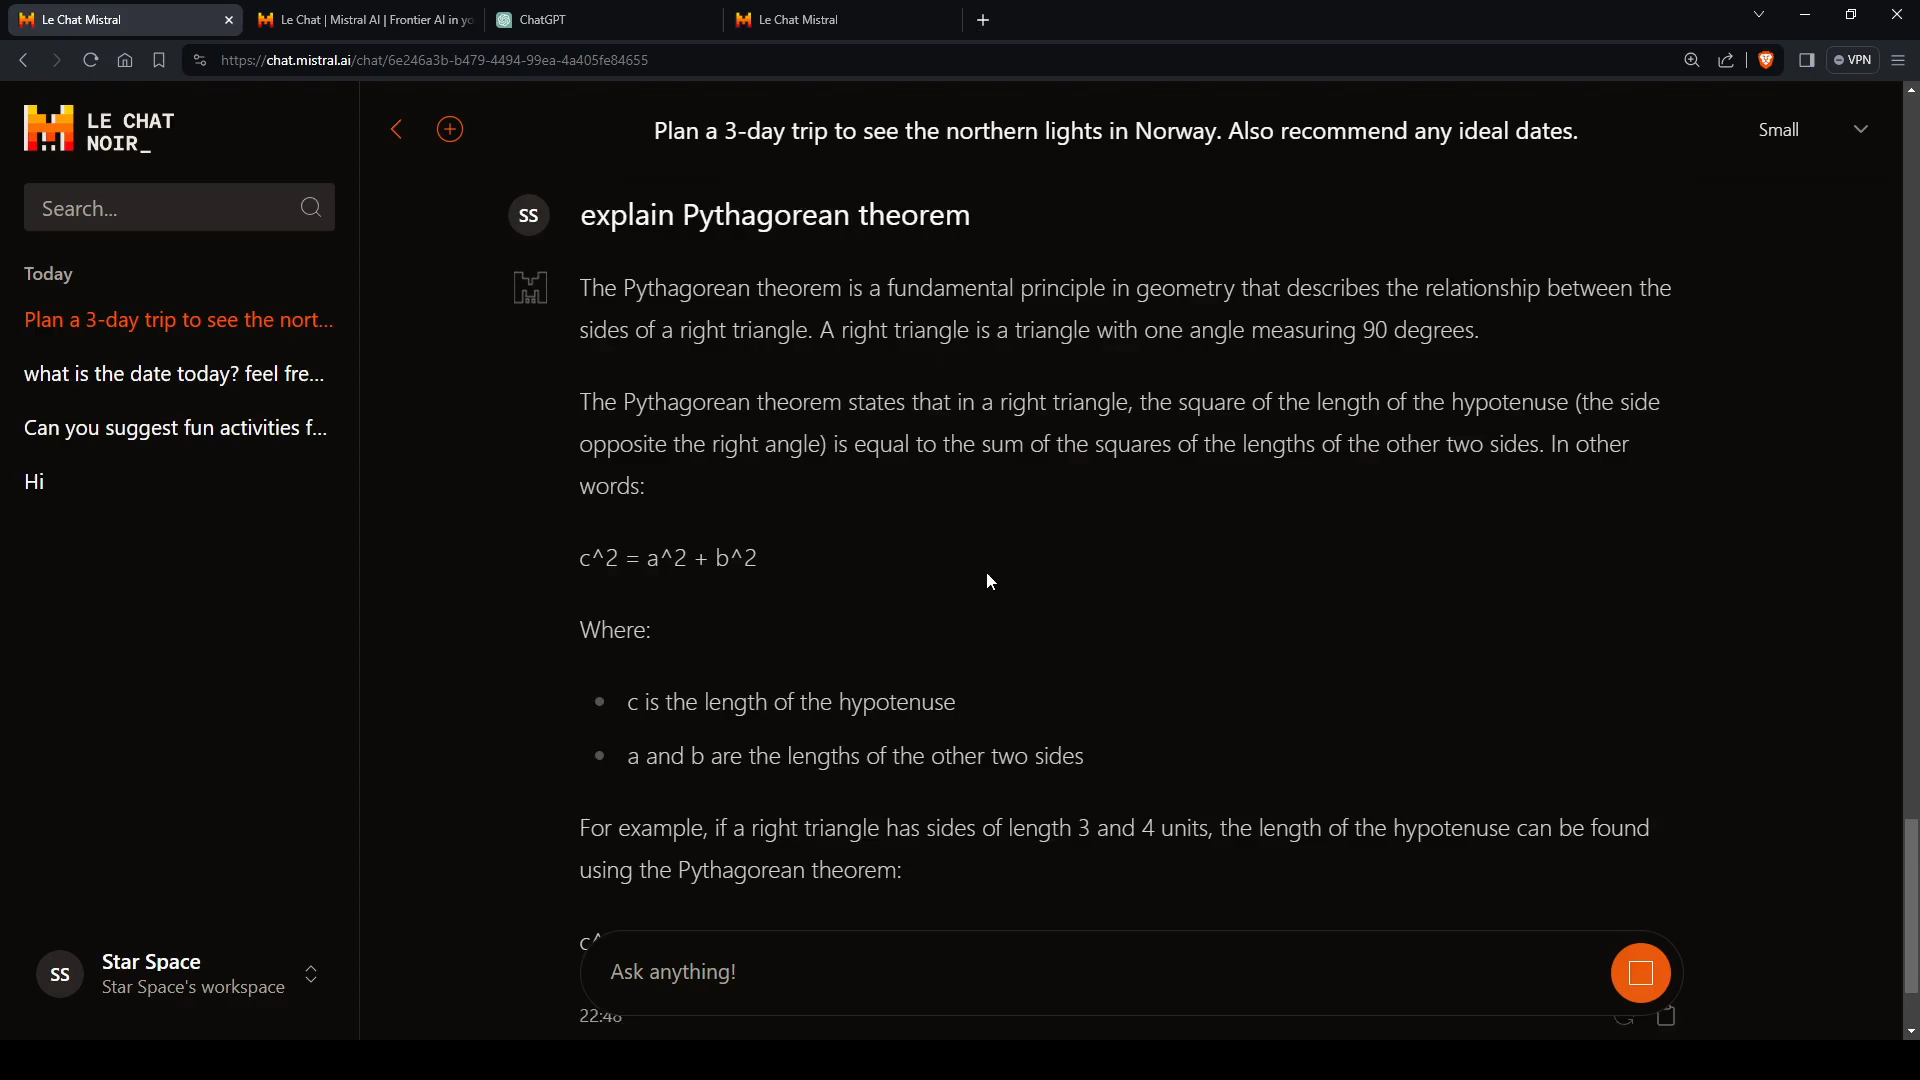 Le Chat Mistral
Le Chat | Mistral AI | Frontier AI in yo
ChatGPT
Le Chat Mistral
https://chat.mistral.ai/chat/6e246a3b-b479-4494-99ea-4a405fe84655
VPN
LE CHAT
NOIR_
Search...
Today
Plan a 3-day trip to see the nort...
what is the date today? feel fre...
Can you suggest fun activities f...
Hi
SS
Star Space
Star Space's workspace
Plan a 3-day trip to see the northern lights in Norway. Also recommend any ideal dates.
Small
SS
explain Pythagorean theorem
The Pythagorean theorem is a fundamental principle in geometry that describes the relationship between the
sides of a right triangle. A right triangle is a triangle with one angle measuring 90 degrees.
The Pythagorean theorem states that in a right triangle, the square of the length of the hypotenuse (the side
opposite the right angle) is equal to the sum of the squares of the lengths of the other two sides. In other
words:
c^2 = a^2 + b^2
Where:
c is the length of the hypotenuse
a and b are the lengths of the other two sides
For example, if a right triangle has sides of length 3 and 4 units, the length of the hypotenuse can be found
using the Pythagorean theorem:
c^
Ask anything!